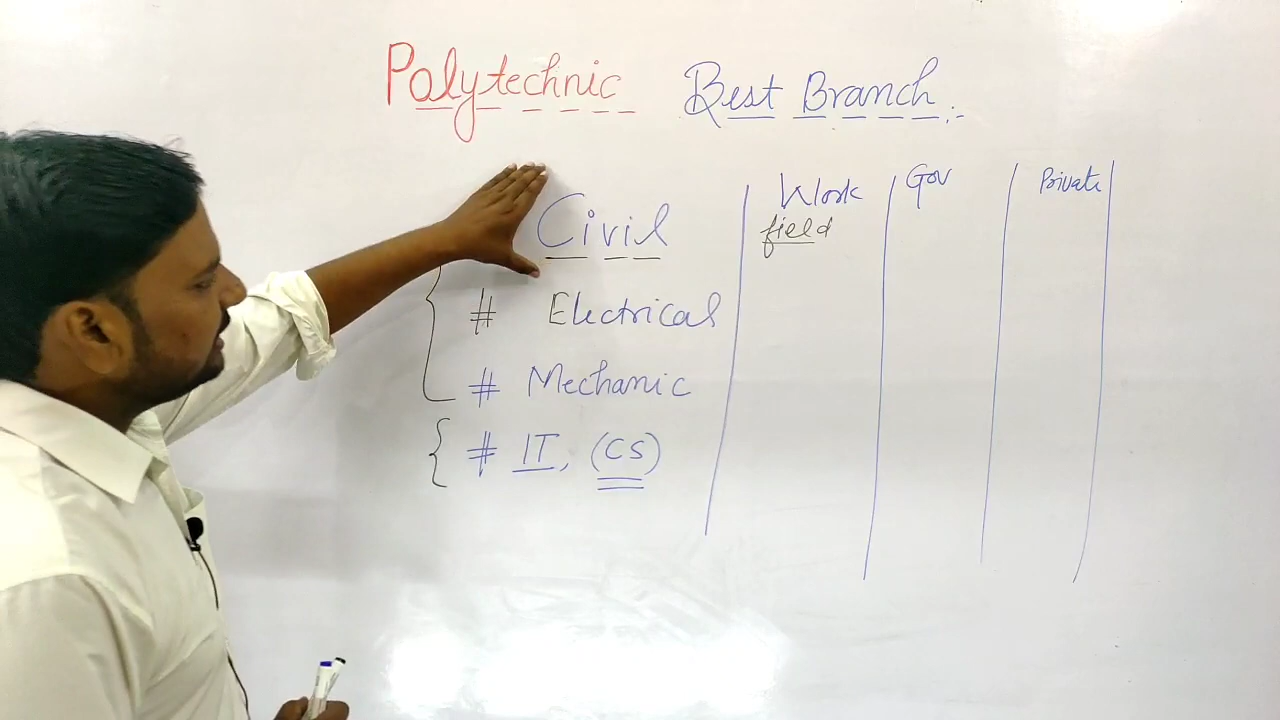 Polytechnic Best Branch :-
Civil
# Electrical
# Mechanic
# IT, (CS)
Work field
Gov
Private